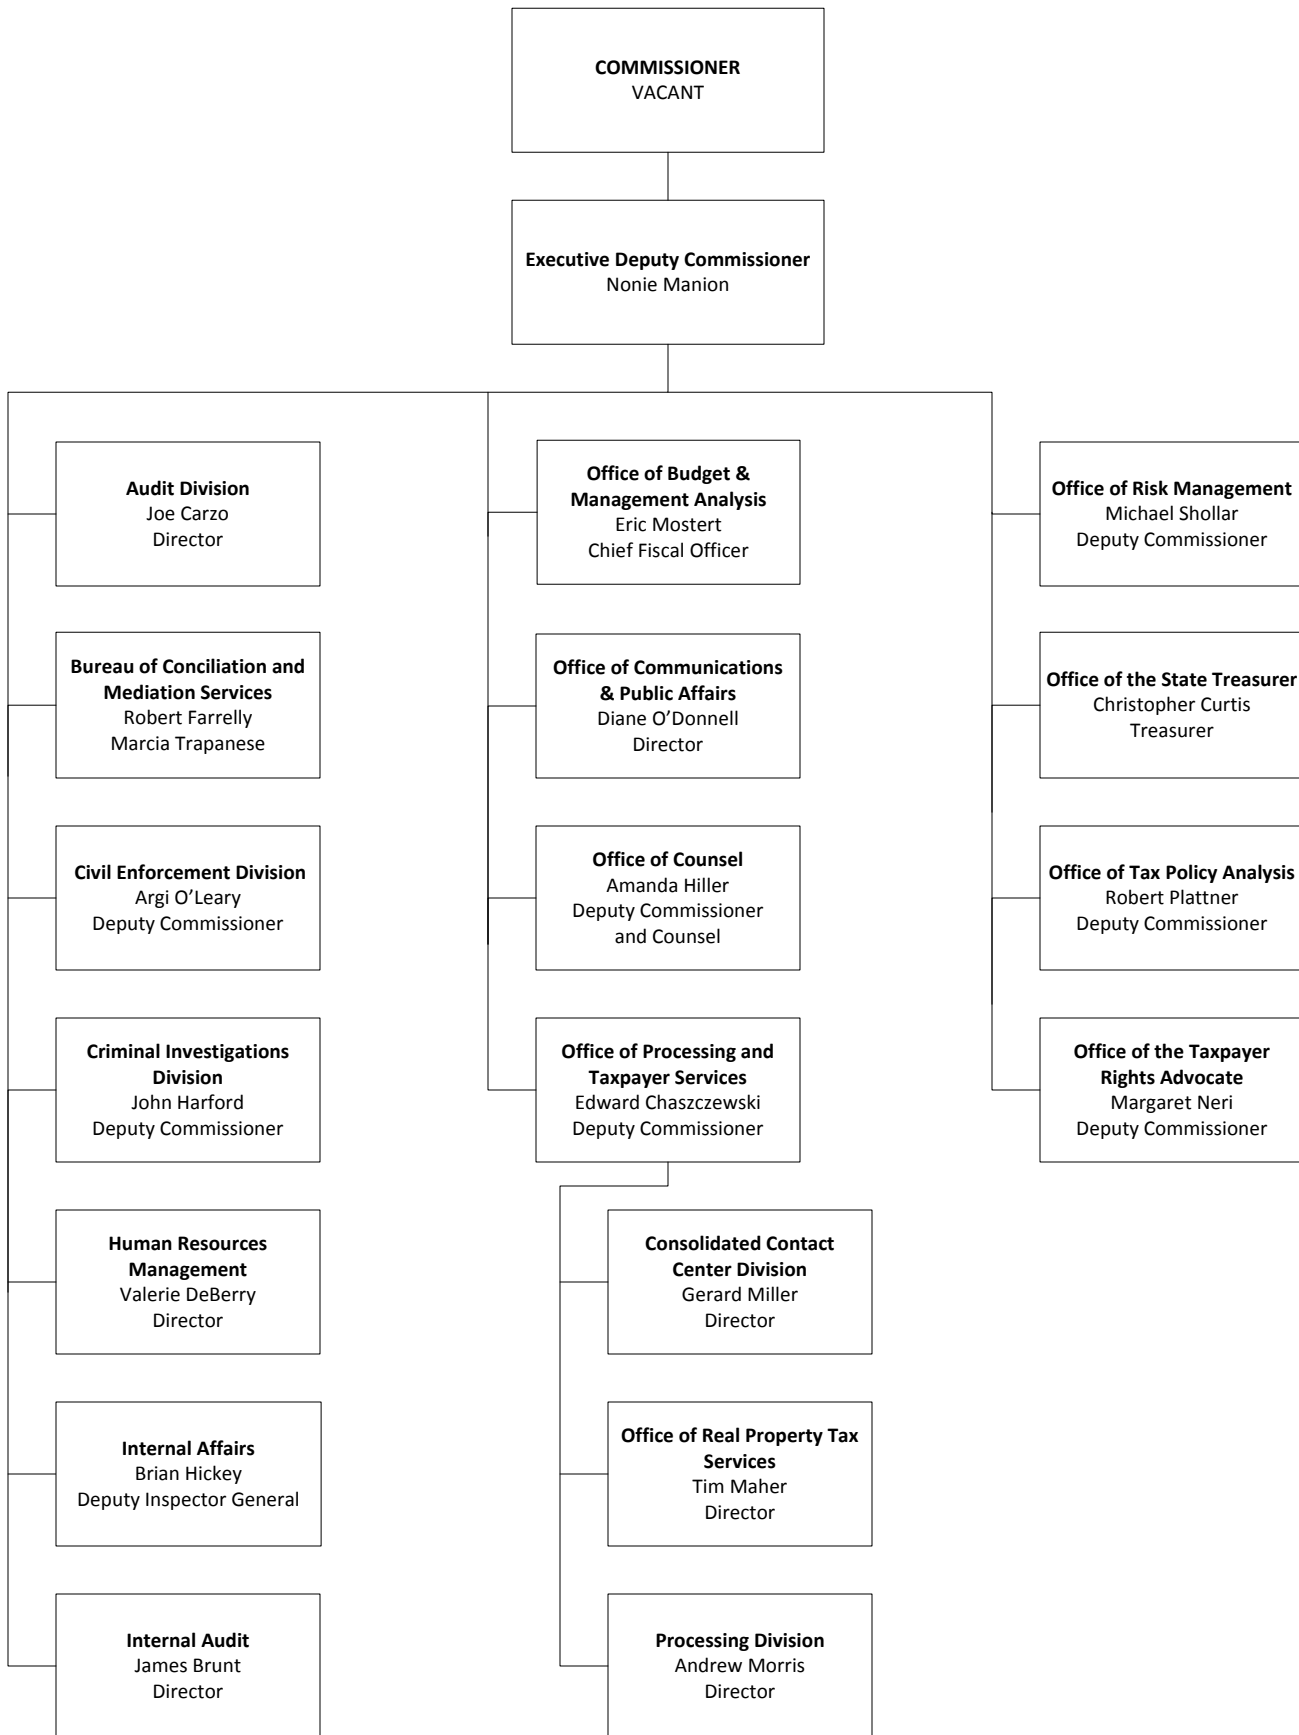 COMMISSIONER
VACANT
Executive Deputy Commissioner
Nonie Manion
Audit Division
Joe Carzo
Director
Bureau of Conciliation and
Mediation Services
Robert Farrelly
Marcia Trapanese
Civil Enforcement Division
Argi O’Leary
Deputy Commissioner
Criminal Investigations
Division
John Harford
Deputy Commissioner
Human Resources
Management
Valerie DeBerry
Director
Internal Affairs
Brian Hickey
Deputy Inspector General
Internal Audit
James Brunt
Director
Office of Budget &
Management Analysis
Eric Mostert
Chief Fiscal Officer
Office of Communications
& Public Affairs
Diane O’Donnell
Director
Office of Counsel
Amanda Hiller
Deputy Commissioner
and Counsel
Office of Processing and
Taxpayer Services
Edward Chaszczewski
Deputy Commissioner
Consolidated Contact
Center Division
Gerard Miller
Director
Office of Real Property Tax
Services
Tim Maher
Director
Processing Division
Andrew Morris
Director
Office of Risk Management
Michael Shollar
Deputy Commissioner
Office of the State Treasurer
Christopher Curtis
Treasurer
Office of Tax Policy Analysis
Robert Plattner
Deputy Commissioner
Office of the Taxpayer
Rights Advocate
Margaret Neri
Deputy Commissioner